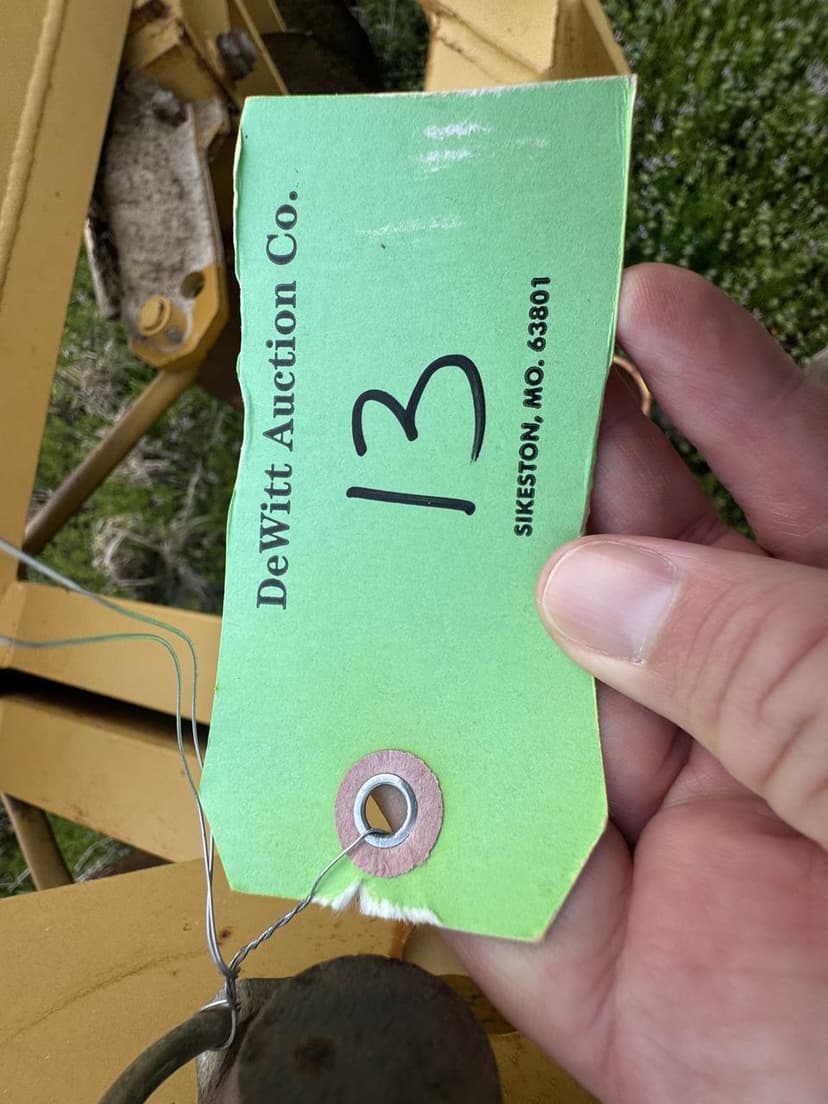 DeWitt Auction Co.
13
SIKESTON, MO. 63801